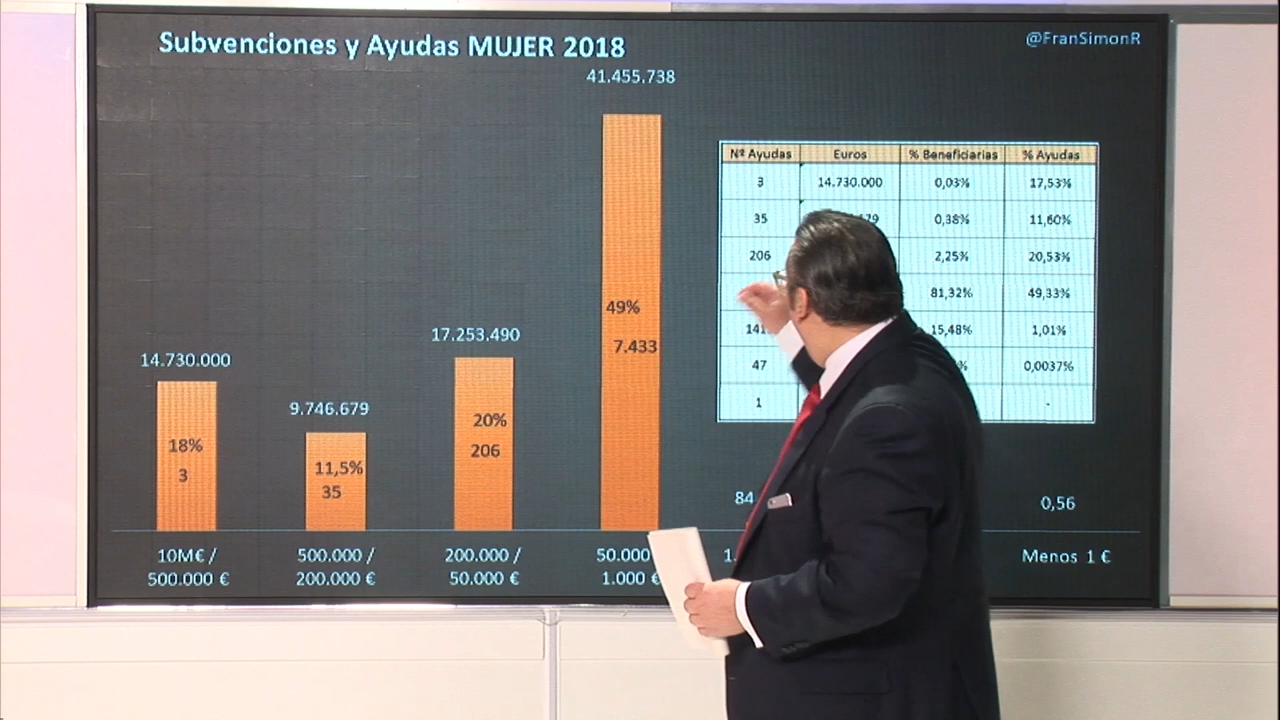 Subvenciones y Ayudas MUJER 2018
@FranSimonR
41.455.738
14.730.000
9.746.679
17.253.490
18%
3
11,5%
35
20%
206
49%
7.433
84
0,56
10M€ /
500.000 €
500.000 /
200.000 €
200.000 /
50.000 €
50.000
1.000 €
1.
Menos 1 €
Nº Ayudas Euros % Beneficiarias % Ayudas
3 14.730.000 0,03% 17,53%
35 0,38% 11,60%
206 2,25% 20,53%
81,32% 49,33%
141 15,48% 1,01%
47 0,0037%
1 -